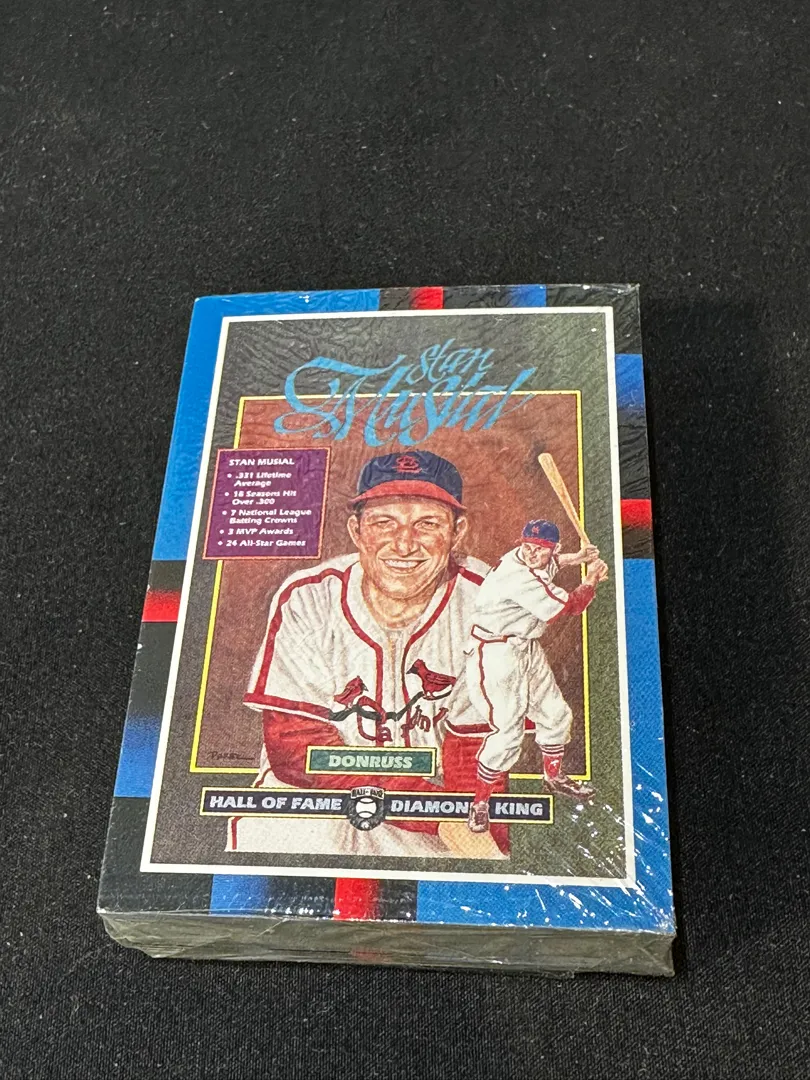 Stan
Musial
STAN MUSIAL
• .331 Lifetime
Average
• 18 Seasons Hit
Over .300
• 7 National League
Batting Crowns
• 3 MVP Awards
• 24 All-Star Games
DONRUSS
HALL OF FAME
DIAMOND KING